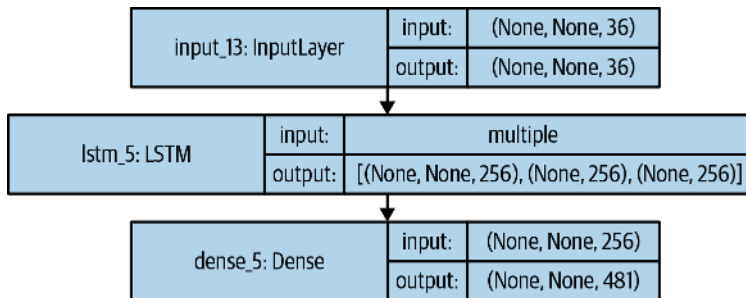 input_13: InputLayer
input: (None, None, 36)
output: (None, None, 36)
lstm_5: LSTM
input: multiple
output: [(None, None, 256), (None, 256), (None, 256)]
dense_5: Dense
input: (None, None, 256)
output: (None, None, 481)